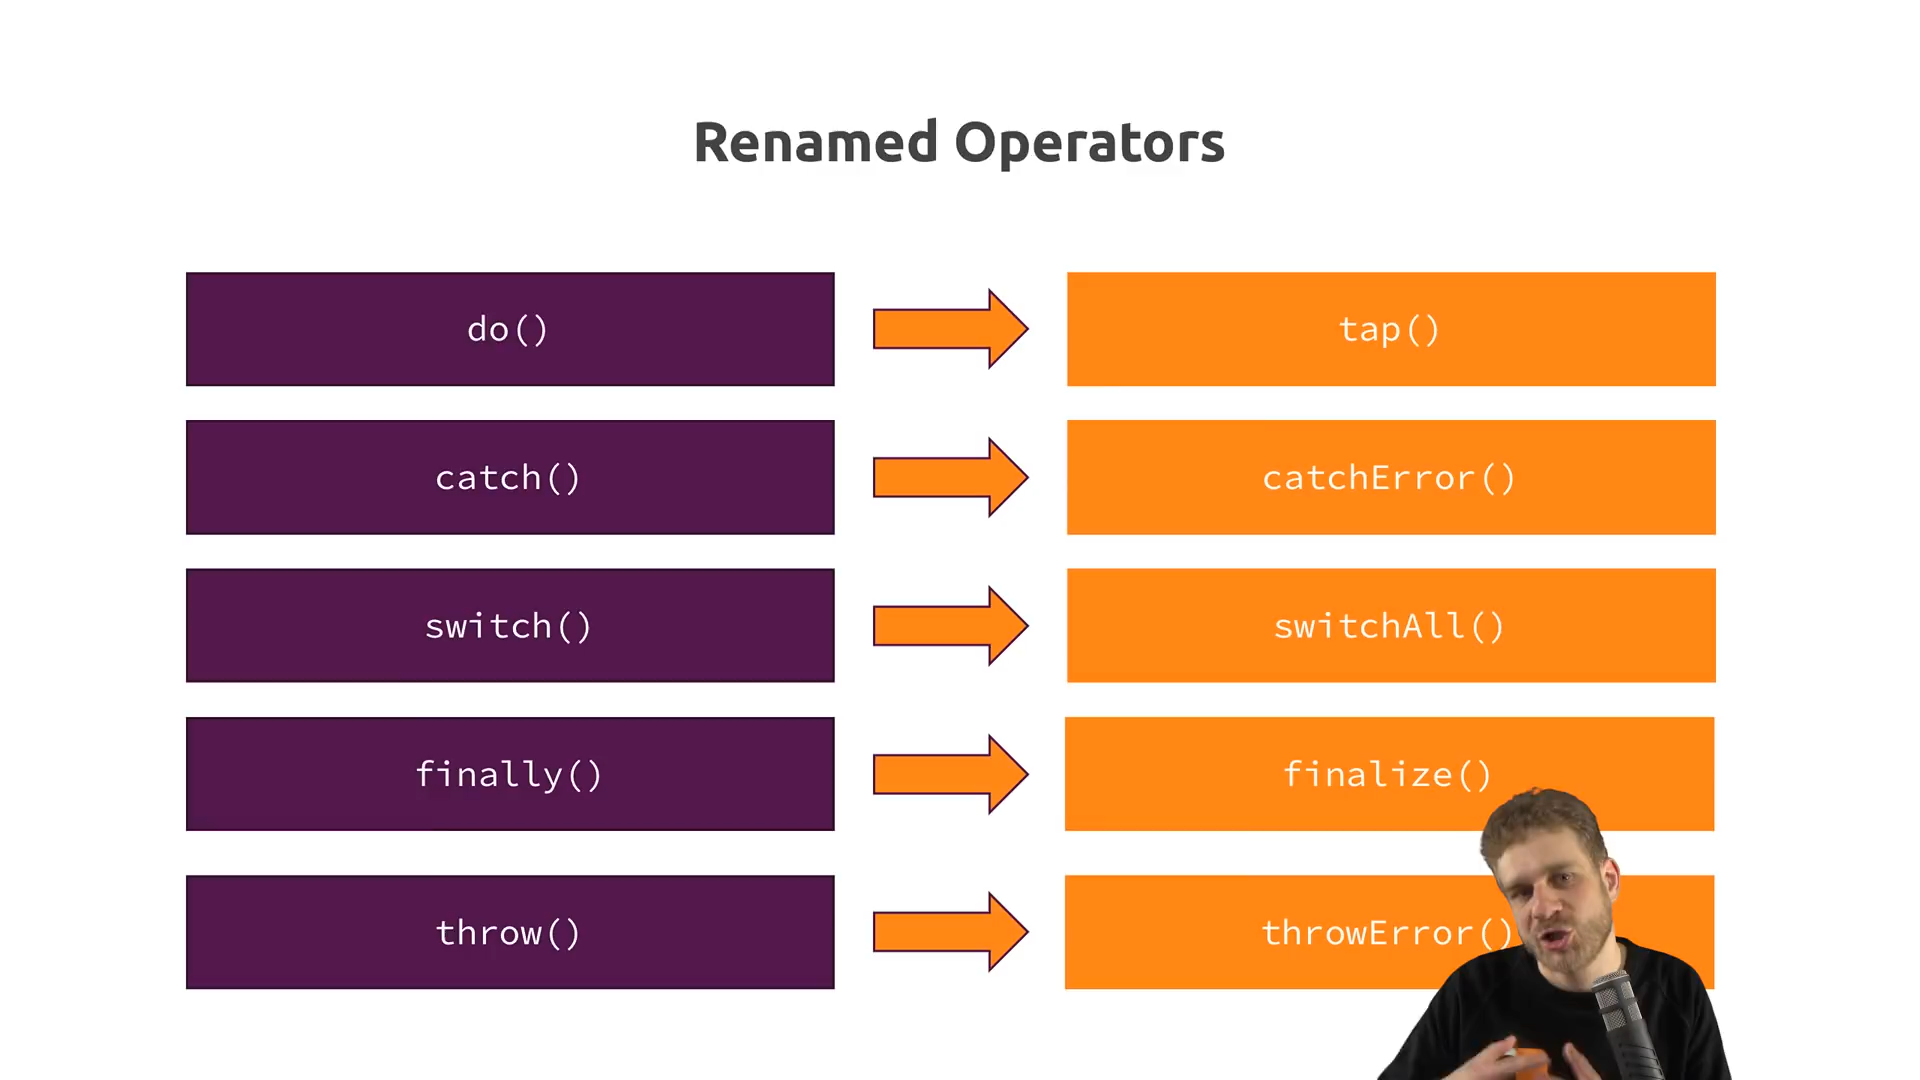 Renamed Operators
do()
tap()
catch()
catchError()
switch()
switchAll()
finally()
finalize()
throw()
throwError()